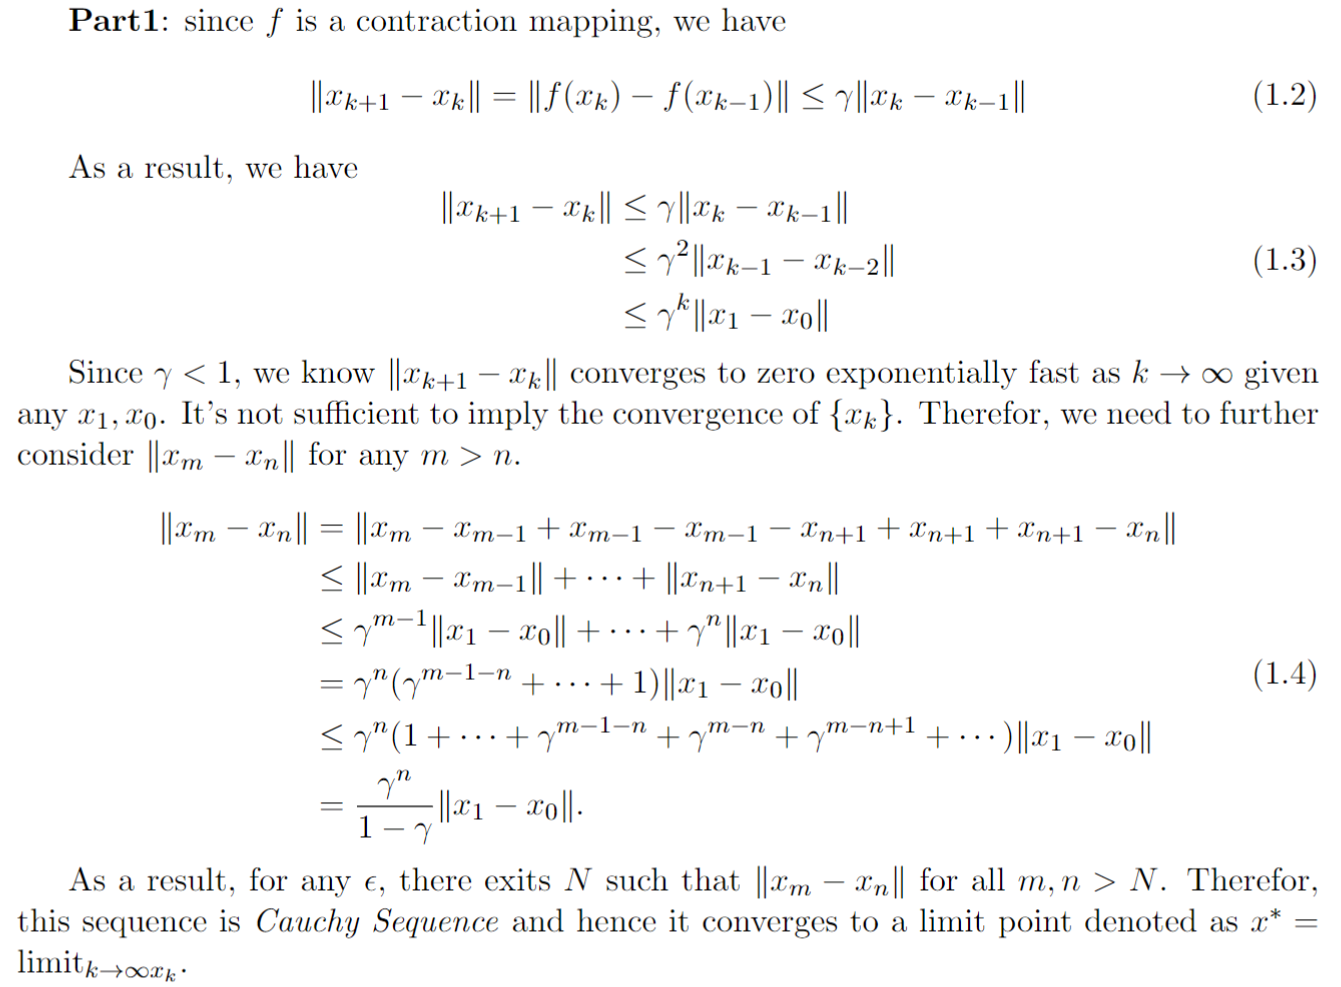 Part1: since f is a contraction mapping, we have
‖x_{k+1} − x_k‖ = ‖f(x_k) − f(x_{k−1})‖ ≤ γ‖x_k − x_{k−1}‖ (1.2)
As a result, we have
‖x_{k+1} − x_k‖ ≤ γ‖x_k − x_{k−1}‖
≤ γ^2‖x_{k−1} − x_{k−2}‖ (1.3)
≤ γ^k‖x_1 − x_0‖
Since γ < 1, we know ‖x_{k+1} − x_k‖ converges to zero exponentially fast as k → ∞ given
any x_1, x_0. It's not sufficient to imply the convergence of {x_k}. Therefor, we need to further
consider ‖x_m − x_n‖ for any m > n.
‖x_m − x_n‖ = ‖x_m − x_{m−1} + x_{m−1} − x_{m−1} − x_{n+1} + x_{n+1} + x_{n+1} − x_n‖
≤ ‖x_m − x_{m−1}‖ + ··· + ‖x_{n+1} − x_n‖
≤ γ^{m−1}‖x_1 − x_0‖ + ··· + γ^n‖x_1 − x_0‖
= γ^n(γ^{m−1−n} + ··· + 1)‖x_1 − x_0‖ (1.4)
≤ γ^n(1 + ··· + γ^{m−1−n} + γ^{m−n} + γ^{m−n+1} + ···)‖x_1 − x_0‖
= \frac{γ^n}{1 − γ}‖x_1 − x_0‖.
As a result, for any ϵ, there exits N such that ‖x_m − x_n‖ for all m, n > N. Therefor,
this sequence is Cauchy Sequence and hence it converges to a limit point denoted as x* =
limit_{k→∞x_k}.